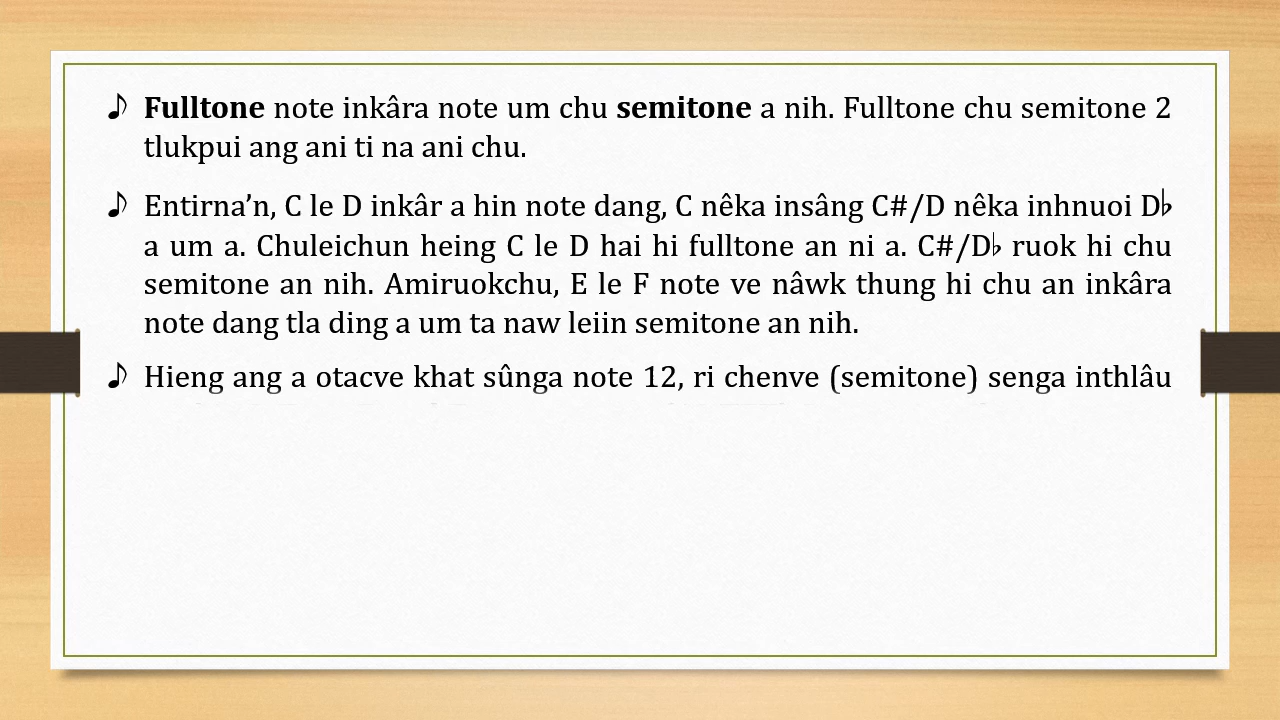 ♪ Fulltone note inkâra note um chu semitone a nih. Fulltone chu semitone 2
tlukpui ang ani ti na ani chu.
♪ Entirna’n, C le D inkâr a hin note dang, C nêka insâng C#/D nêka inhnuoi D♭
a um a. Chuleichun heing C le D hai hi fulltone an ni a. C#/D♭ ruok hi chu
semitone an nih. Amiruokchu, E le F note ve nâwk thung hi chu an inkâra
note dang tla ding a um ta naw leiin semitone an nih.
♪ Hieng ang a otacve khat sûnga note 12, ri chenve (semitone) senga inthlâu